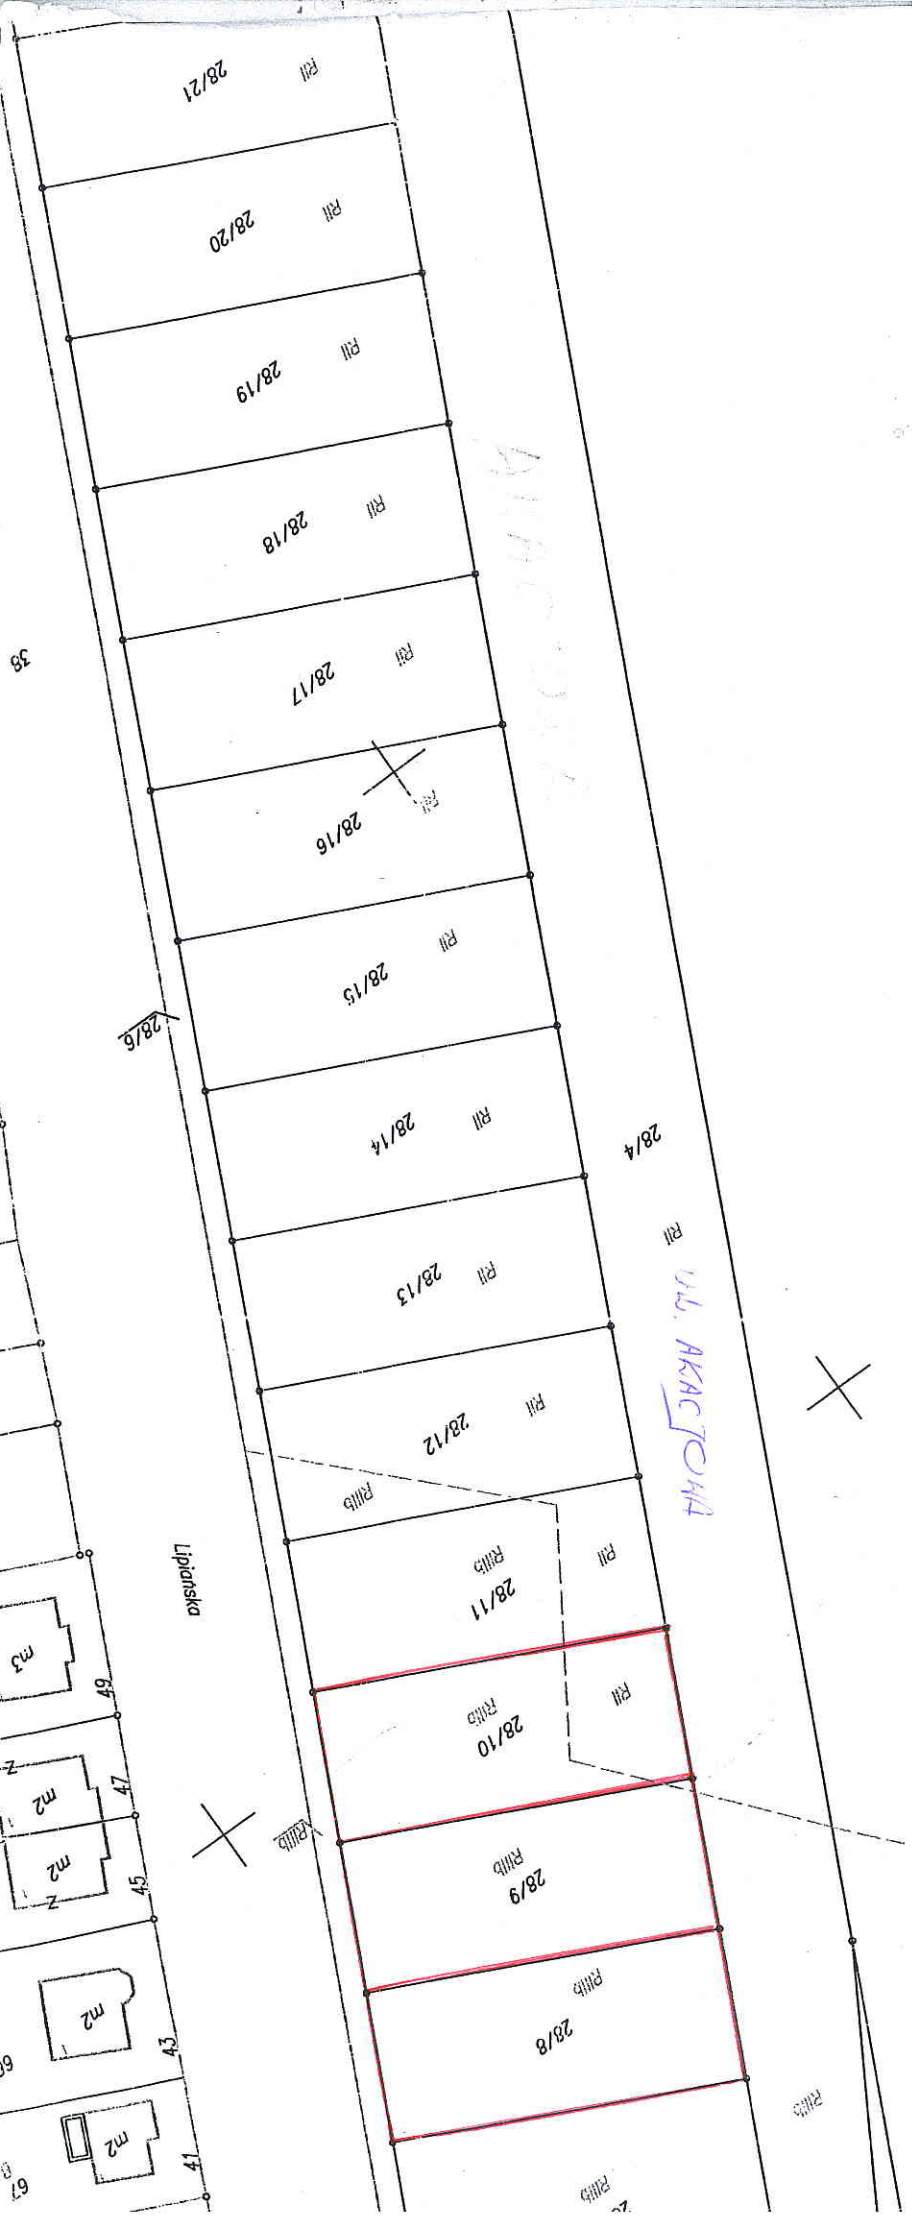 28/21
RII
28/20
RII
28/19
RII
28/18
RII
38
28/17
RII
28/16
RII
28/15
RII
28/6
28/14
RII
28/4
RII
28/13
RII
ul. AKACJOWA
28/12
RII
RIIIb
Lipiańska
RIIIb
RII
28/11
m3
49
RIIIb
RII
28/10
47
m2
RIIIb
m2
45
RIIIb
28/9
RIIIb
28/8
m2
43
RIIIb
m2
41
67
RIIIb